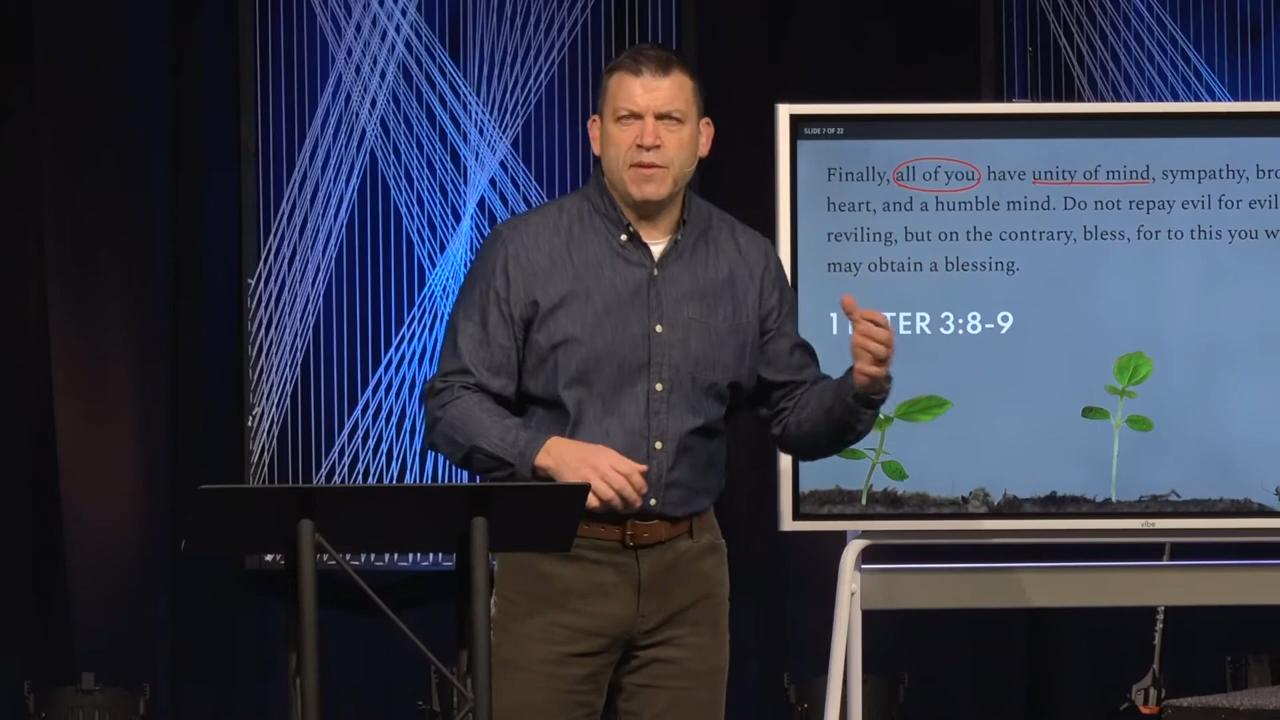 SLIDE 7 OF 22
Finally, all of you, have unity of mind, sympathy,
heart, and a humble mind. Do not repay evil for evil
reviling, but on the contrary, bless, for to this you
may obtain a blessing.
1 3:8-9
vibe